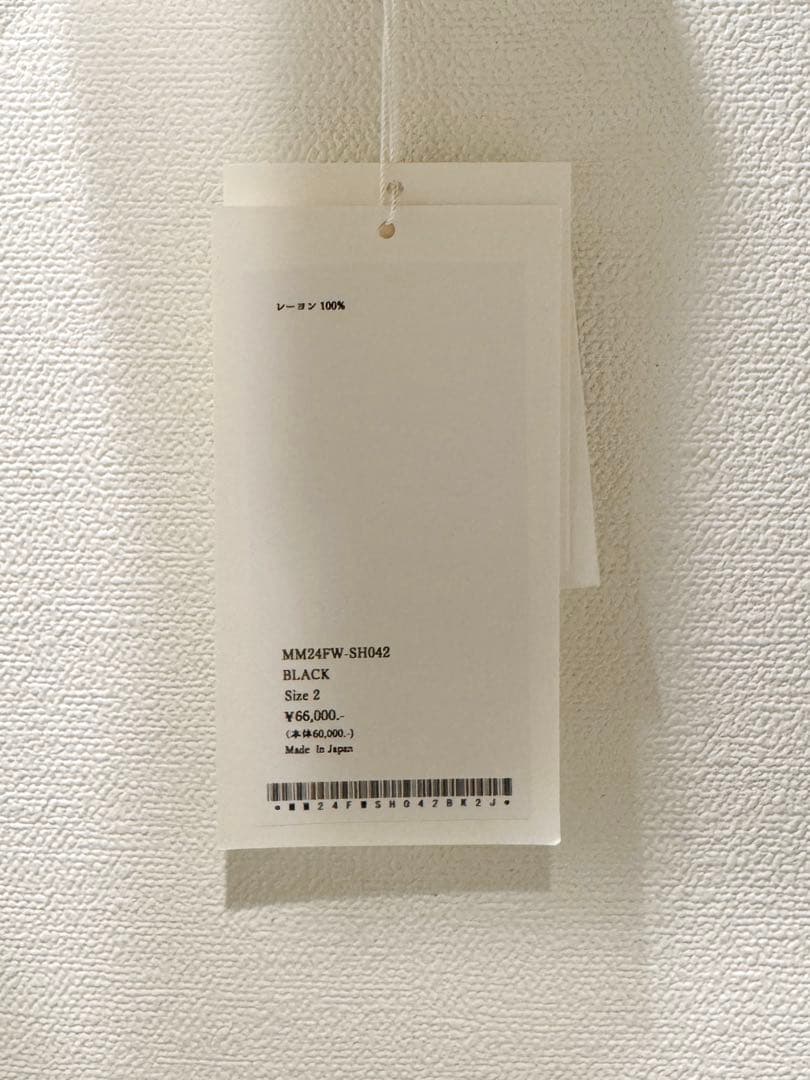 レーヨン 100%
MM24FW-SH042
BLACK
Size 2
¥66,000.-
(本体60,000.-)
Made In Japan
*MM24FWSH042BK2J*